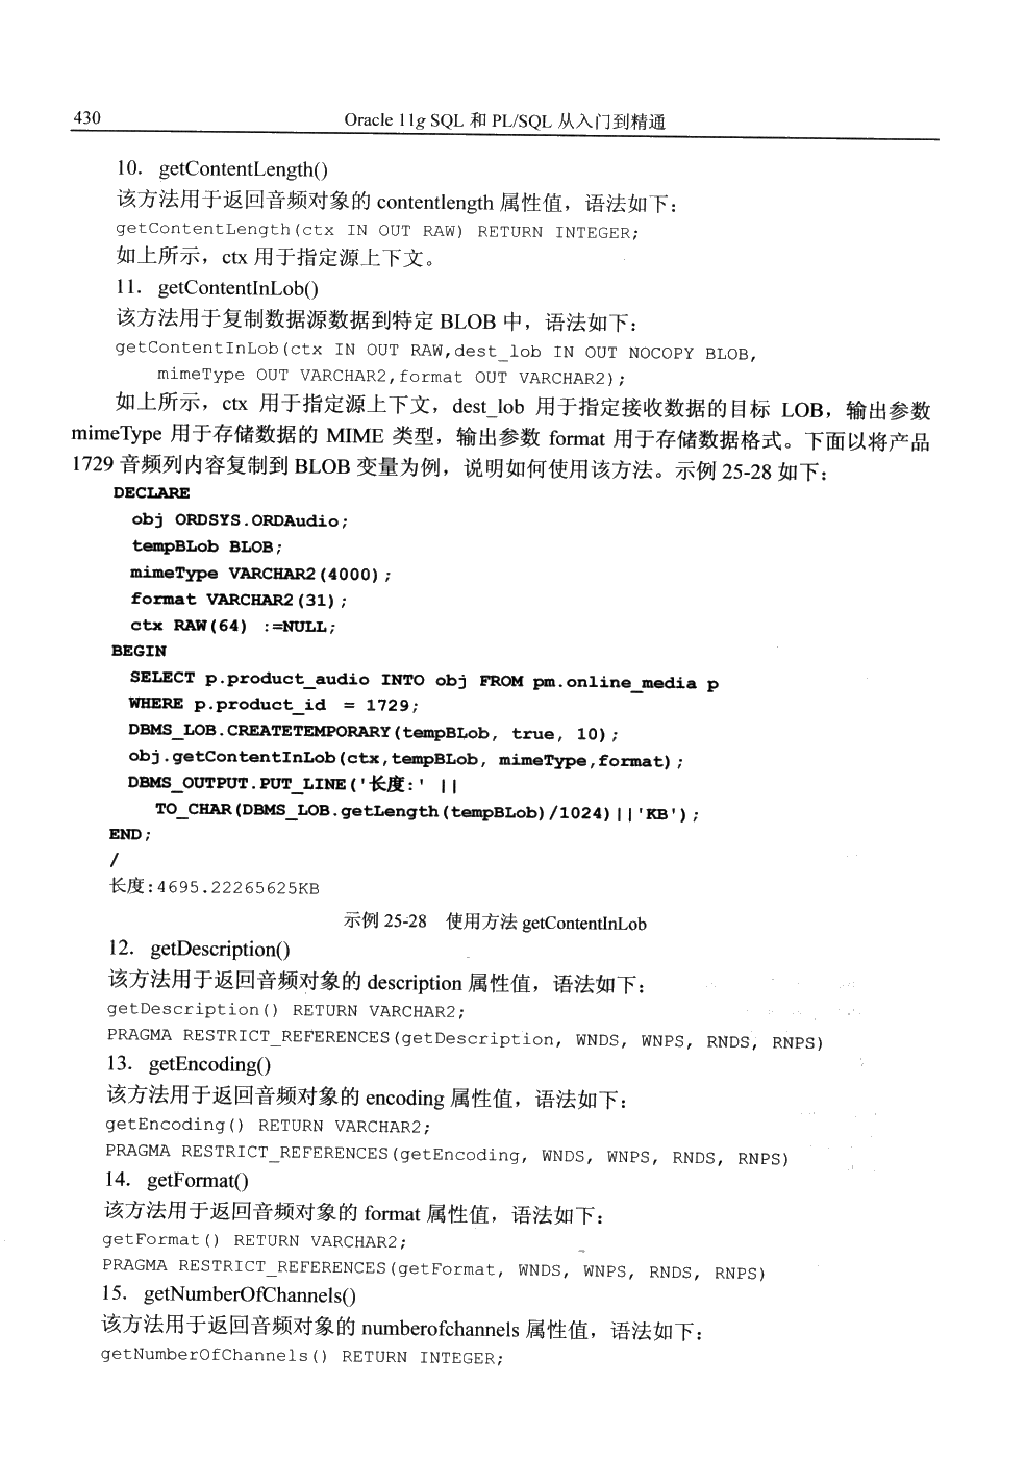 430
Oracle 11g SQL 和 PL/SQL 从入门到精通
10．getContentLength()
该方法用于返回音频对象的 contentlength 属性值，语法如下：
getContentLength(ctx IN OUT RAW) RETURN INTEGER;
如上所示，ctx 用于指定源上下文。
11．getContentInLob()
该方法用于复制数据源数据到特定 BLOB 中，语法如下：
getContentInLob(ctx IN OUT RAW,dest_lob IN OUT NOCOPY BLOB,
mimeType OUT VARCHAR2,format OUT VARCHAR2);
如上所示，ctx 用于指定源上下文，dest_lob 用于指定接收数据的目标 LOB，输出参数
mimeType 用于存储数据的 MIME 类型，输出参数 format 用于存储数据格式。下面以将产品
1729 音频列内容复制到 BLOB 变量为例，说明如何使用该方法。示例 25-28 如下：
DECLARE
obj ORDSYS.ORDAudio;
tempBLob BLOB;
mimeType VARCHAR2(4000);
format VARCHAR2(31);
ctx RAW(64) :=NULL;
BEGIN
SELECT p.product_audio INTO obj FROM pm.online_media p
WHERE p.product_id = 1729;
DBMS_LOB.CREATETEMPORARY(tempBLob, true, 10);
obj.getContentInLob(ctx,tempBLob, mimeType,format);
DBMS_OUTPUT.PUT_LINE('长度:' ||
TO_CHAR(DBMS_LOB.getLength(tempBLob)/1024)||'KB');
END;
/
长度:4695.22265625KB
示例 25-28 使用方法 getContentInLob
12．getDescription()
该方法用于返回音频对象的 description 属性值，语法如下：
getDescription() RETURN VARCHAR2;
PRAGMA RESTRICT_REFERENCES(getDescription, WNDS, WNPS, RNDS, RNPS)
13．getEncoding()
该方法用于返回音频对象的 encoding 属性值，语法如下：
getEncoding() RETURN VARCHAR2;
PRAGMA RESTRICT_REFERENCES(getEncoding, WNDS, WNPS, RNDS, RNPS)
14．getFormat()
该方法用于返回音频对象的 format 属性值，语法如下：
getFormat() RETURN VARCHAR2;
PRAGMA RESTRICT_REFERENCES(getFormat, WNDS, WNPS, RNDS, RNPS)
15．getNumberOfChannels()
该方法用于返回音频对象的 numberofchannels 属性值，语法如下：
getNumberOfChannels() RETURN INTEGER;